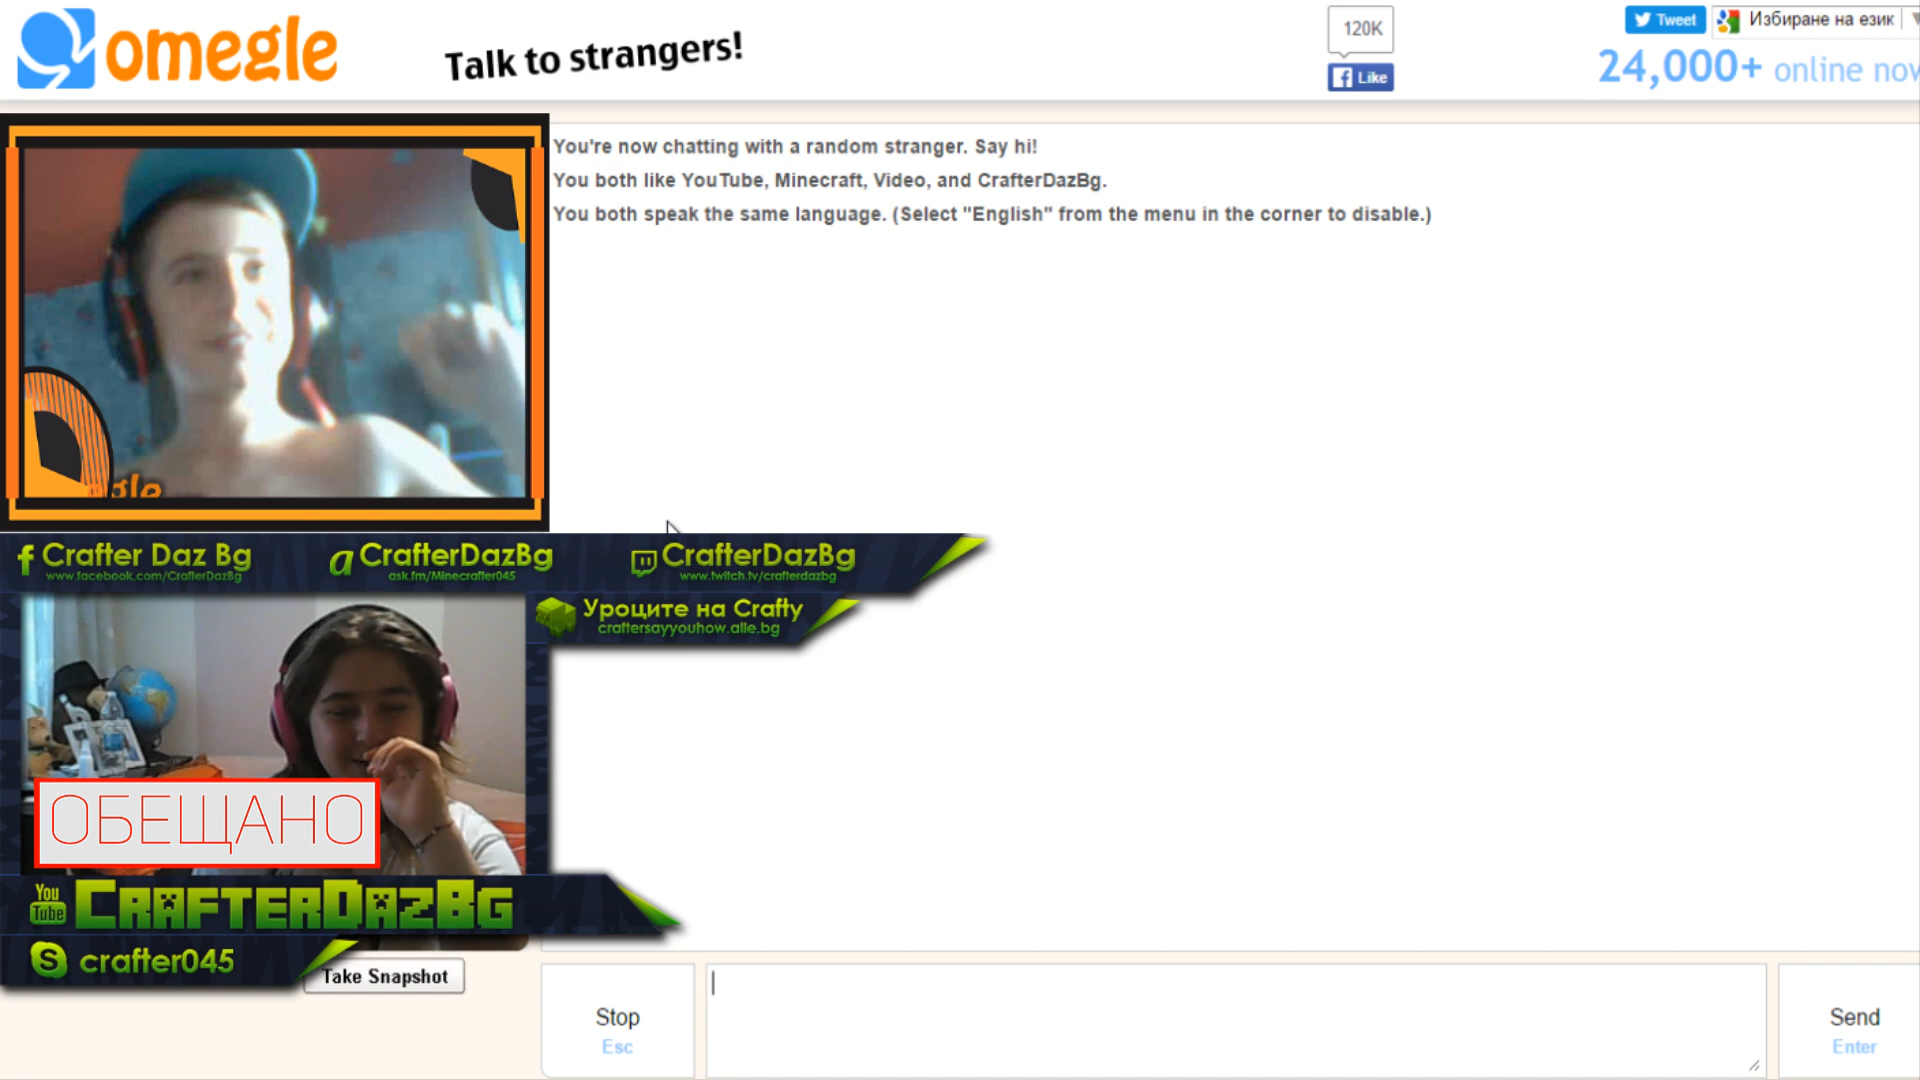 omegle
Talk to strangers!
120K
Like
Tweet
Избиране на език
24,000+ online now
You're now chatting with a random stranger. Say hi!
You both like YouTube, Minecraft, Video, and CrafterDazBg.
You both speak the same language. (Select "English" from the menu in the corner to disable.)
gle
Crafter Daz Bg
www.facebook.com/CrafterDazBg
CrafterDazBg
ask.fm/Minecrafter045
CrafterDazBg
www.twitch.tv/crafterdazbg
Уроците на Crafty
craftersayyouhow.alle.bg
ОБЕЩАНО
You Tube CrafterDazBG
crafter045
Take Snapshot
Stop
Esc
Send
Enter